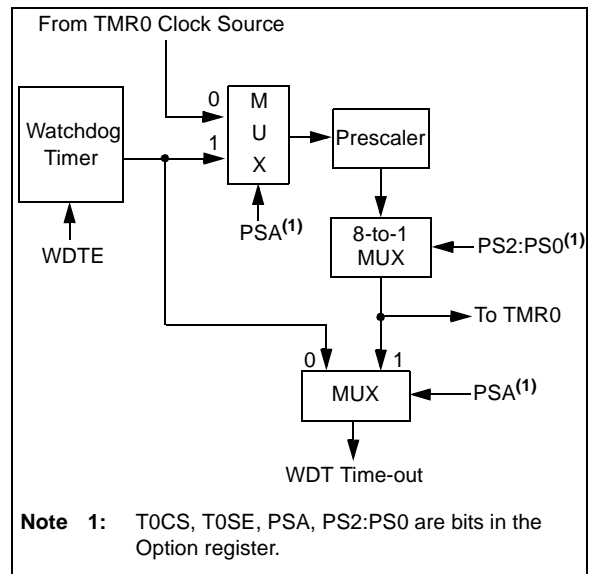 From TMR0 Clock Source
0
M
U
X
Watchdog
Timer
1
Prescaler
WDTE
PSA(1)
8-to-1
MUX
PS2:PS0(1)
To TMR0
0
1
MUX
PSA(1)
WDT Time-out
Note 1: T0CS, T0SE, PSA, PS2:PS0 are bits in the
Option register.